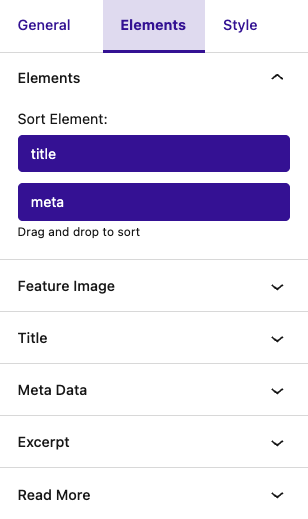 General Elements Style
Elements
Sort Element:
title
meta
Drag and drop to sort
Feature Image
Title
Meta Data
Excerpt
Read More